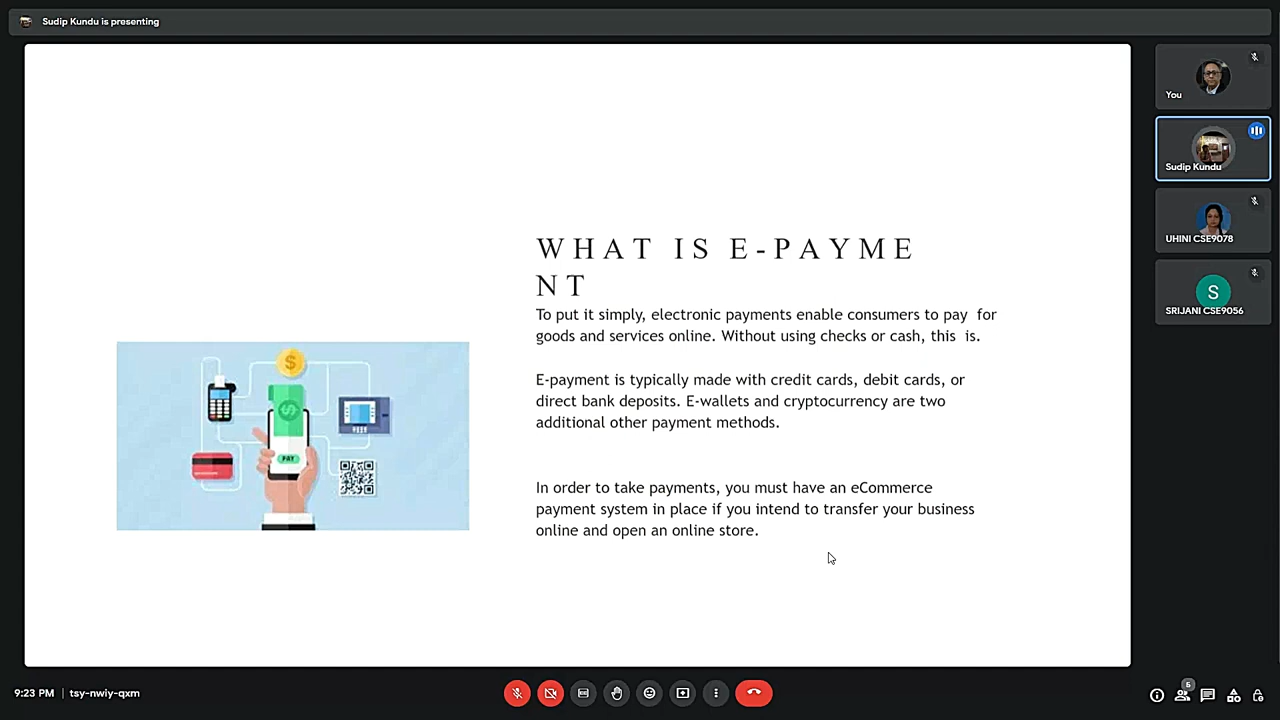 Sudip Kundu is presenting
You
Sudip Kundu
UHINI CSE9078
S
SRIJANI CSE9056
WHAT IS E-PAYME
NT
To put it simply, electronic payments enable consumers to pay for
goods and services online. Without using checks or cash, this is.
E-payment is typically made with credit cards, debit cards, or
direct bank deposits. E-wallets and cryptocurrency are two
additional other payment methods.
In order to take payments, you must have an eCommerce
payment system in place if you intend to transfer your business
online and open an online store.
$
$
PAY
9:23 PM | tsy-nwiy-qxm